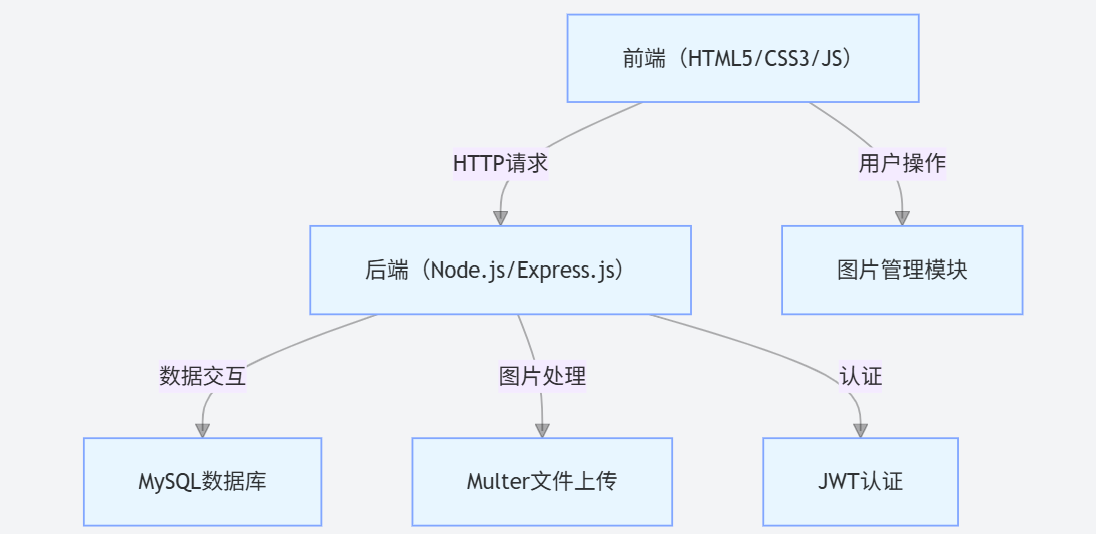 前端（HTML5/CSS3/JS）
HTTP请求
用户操作
后端（Node.js/Express.js）
图片管理模块
数据交互
图片处理
认证
MySQL数据库
Multer文件上传
JWT认证